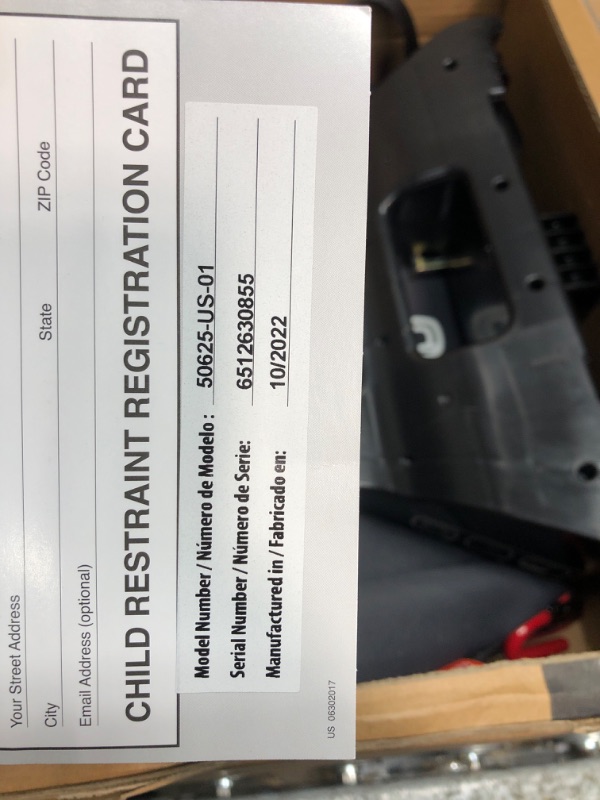 Your Street Address
City State ZIP Code
Email Address (optional)
CHILD RESTRAINT REGISTRATION CARD
Model Number / Número de Modelo : 50625-US-01
Serial Number / Número de Serie: 6512630855
Manufactured in / Fabricado en: 10/2022
US 06302017